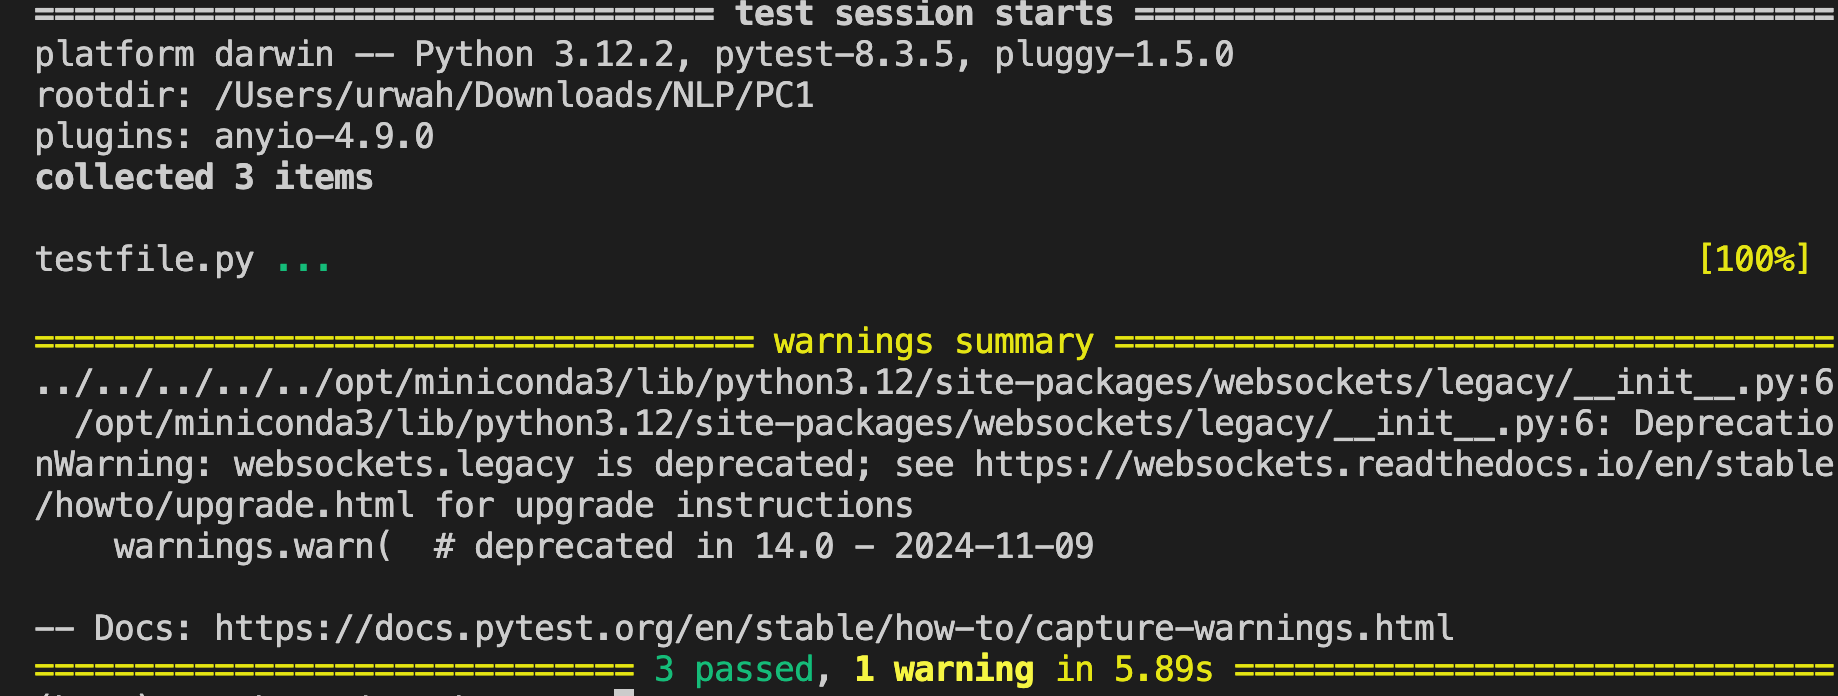 ================================== test session starts ===================================
platform darwin -- Python 3.12.2, pytest-8.3.5, pluggy-1.5.0
rootdir: /Users/urwah/Downloads/NLP/PC1
plugins: anyio-4.9.0
collected 3 items
testfile.py ... [100%]
==================================== warnings summary ====================================
../../../../../opt/miniconda3/lib/python3.12/site-packages/websockets/legacy/__init__.py:6
/opt/miniconda3/lib/python3.12/site-packages/websockets/legacy/__init__.py:6: Deprecatio
nWarning: websockets.legacy is deprecated; see https://websockets.readthedocs.io/en/stable
/howto/upgrade.html for upgrade instructions
warnings.warn(  # deprecated in 14.0 - 2024-11-09
-- Docs: https://docs.pytest.org/en/stable/how-to/capture-warnings.html
============================== 3 passed, 1 warning in 5.89s ==============================